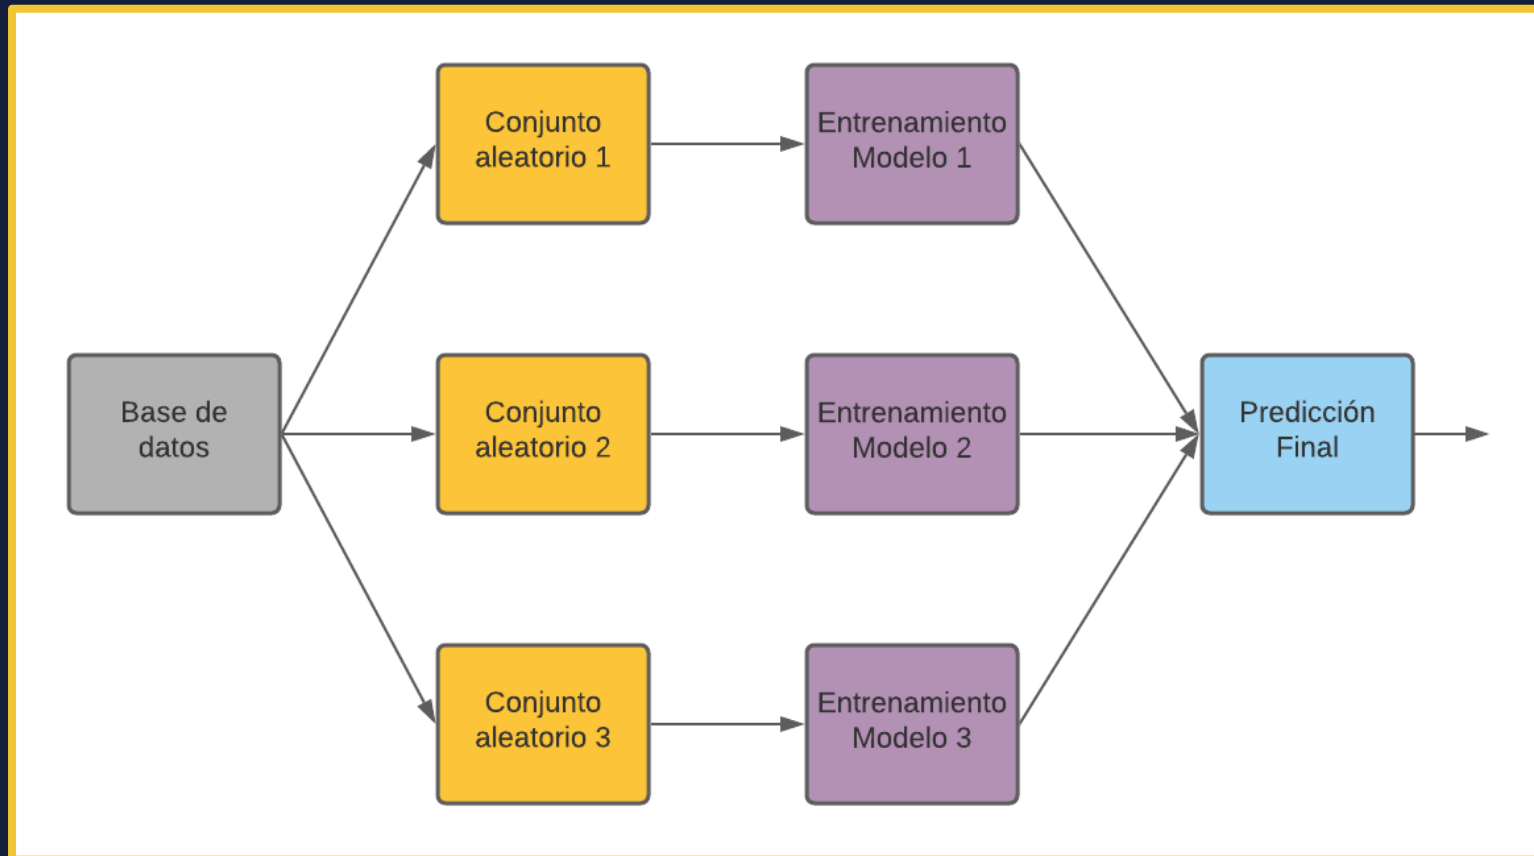 Conjunto
aleatorio 1
Entrenamiento
Modelo 1
Base de
datos
Conjunto
aleatorio 2
Entrenamiento
Modelo 2
Predicción
Final
Conjunto
aleatorio 3
Entrenamiento
Modelo 3